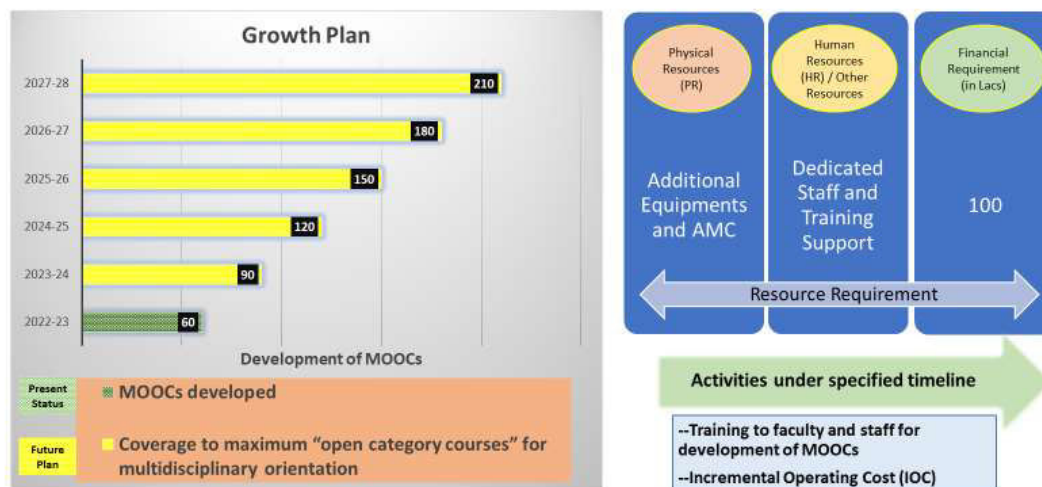 Growth Plan
2027-28
210
2026-27
180
2025-26
150
2024-25
120
2023-24
90
2022-23
60
Development of MOOCs
Present
Status
MOOCs developed
Future
Plan
Coverage to maximum “open category courses” for
multidisciplinary orientation
Physical
Resources
(PR)
Human
Resources
(HR) / Other
Resources
Financial
Requirement
(in Lacs)
Additional
Equipments
and AMC
Dedicated
Staff and
Training
Support
100
Resource Requirement
Activities under specified timeline
--Training to faculty and staff for
development of MOOCs
--Incremental Operating Cost (IOC)